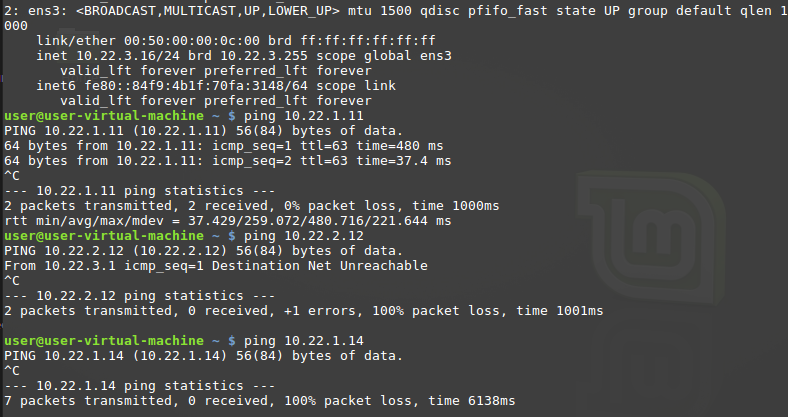 2: ens3: <BROADCAST,MULTICAST,UP,LOWER_UP> mtu 1500 qdisc pfifo_fast state UP group default qlen 1
000
    link/ether 00:50:00:00:0c:00 brd ff:ff:ff:ff:ff:ff
    inet 10.22.3.16/24 brd 10.22.3.255 scope global ens3
       valid_lft forever preferred_lft forever
    inet6 fe80::84f9:4b1f:70fa:3148/64 scope link
       valid_lft forever preferred_lft forever
user@user-virtual-machine ~ $ ping 10.22.1.11
PING 10.22.1.11 (10.22.1.11) 56(84) bytes of data.
64 bytes from 10.22.1.11: icmp_seq=1 ttl=63 time=480 ms
64 bytes from 10.22.1.11: icmp_seq=2 ttl=63 time=37.4 ms
^C
--- 10.22.1.11 ping statistics ---
2 packets transmitted, 2 received, 0% packet loss, time 1000ms
rtt min/avg/max/mdev = 37.429/259.072/480.716/221.644 ms
user@user-virtual-machine ~ $ ping 10.22.2.12
PING 10.22.2.12 (10.22.2.12) 56(84) bytes of data.
From 10.22.3.1 icmp_seq=1 Destination Net Unreachable
^C
--- 10.22.2.12 ping statistics ---
2 packets transmitted, 0 received, +1 errors, 100% packet loss, time 1001ms

user@user-virtual-machine ~ $ ping 10.22.1.14
PING 10.22.1.14 (10.22.1.14) 56(84) bytes of data.
^C
--- 10.22.1.14 ping statistics ---
7 packets transmitted, 0 received, 100% packet loss, time 6138ms